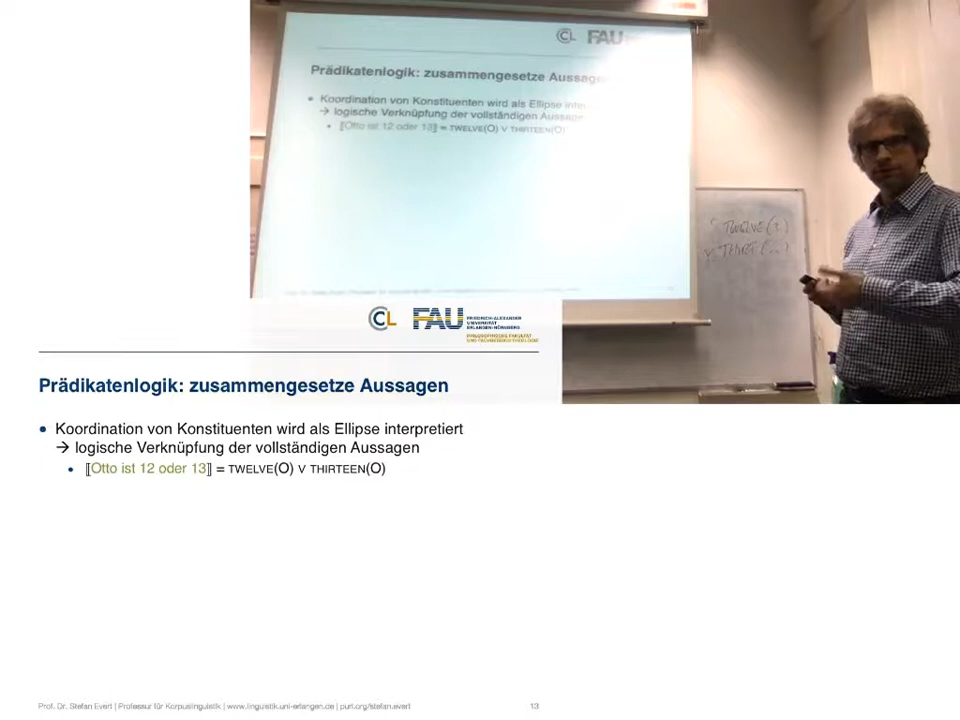 CL FAU
Prädikatenlogik: zusammengesetze Aussagen
Koordination von Konstituenten wird als Ellipse
→ logische Verknüpfung der vollständigen Aussagen
• ⟦Otto ist 12 oder 13⟧ = TWELVE(O) ∨ THIRTEEN(O)
TWELVE(
CL FAU FRIEDRICH-ALEXANDER
UNIVERSITÄT
ERLANGEN-NÜRNBERG
PHILOSOPHISCHE FAKULTÄT
UND FACHBEREICH THEOLOGIE
Prädikatenlogik: zusammengesetze Aussagen
• Koordination von Konstituenten wird als Ellipse interpretiert
→ logische Verknüpfung der vollständigen Aussagen
• ⟦Otto ist 12 oder 13⟧ = TWELVE(O) ∨ THIRTEEN(O)
Prof. Dr. Stefan Evert | Professur für Korpuslinguistik | www.linguistik.uni-erlangen.de | purl.org/stefan.evert 13